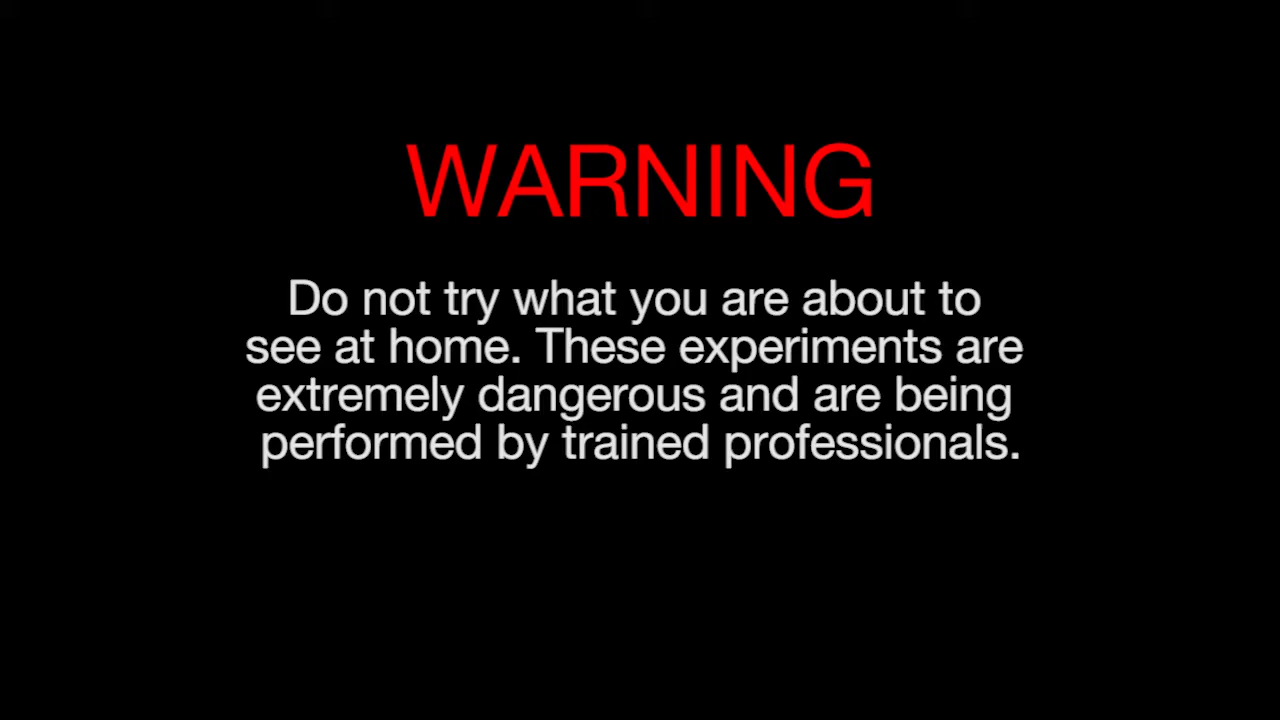 WARNING
Do not try what you are about to
see at home. These experiments are
extremely dangerous and are being
performed by trained professionals.